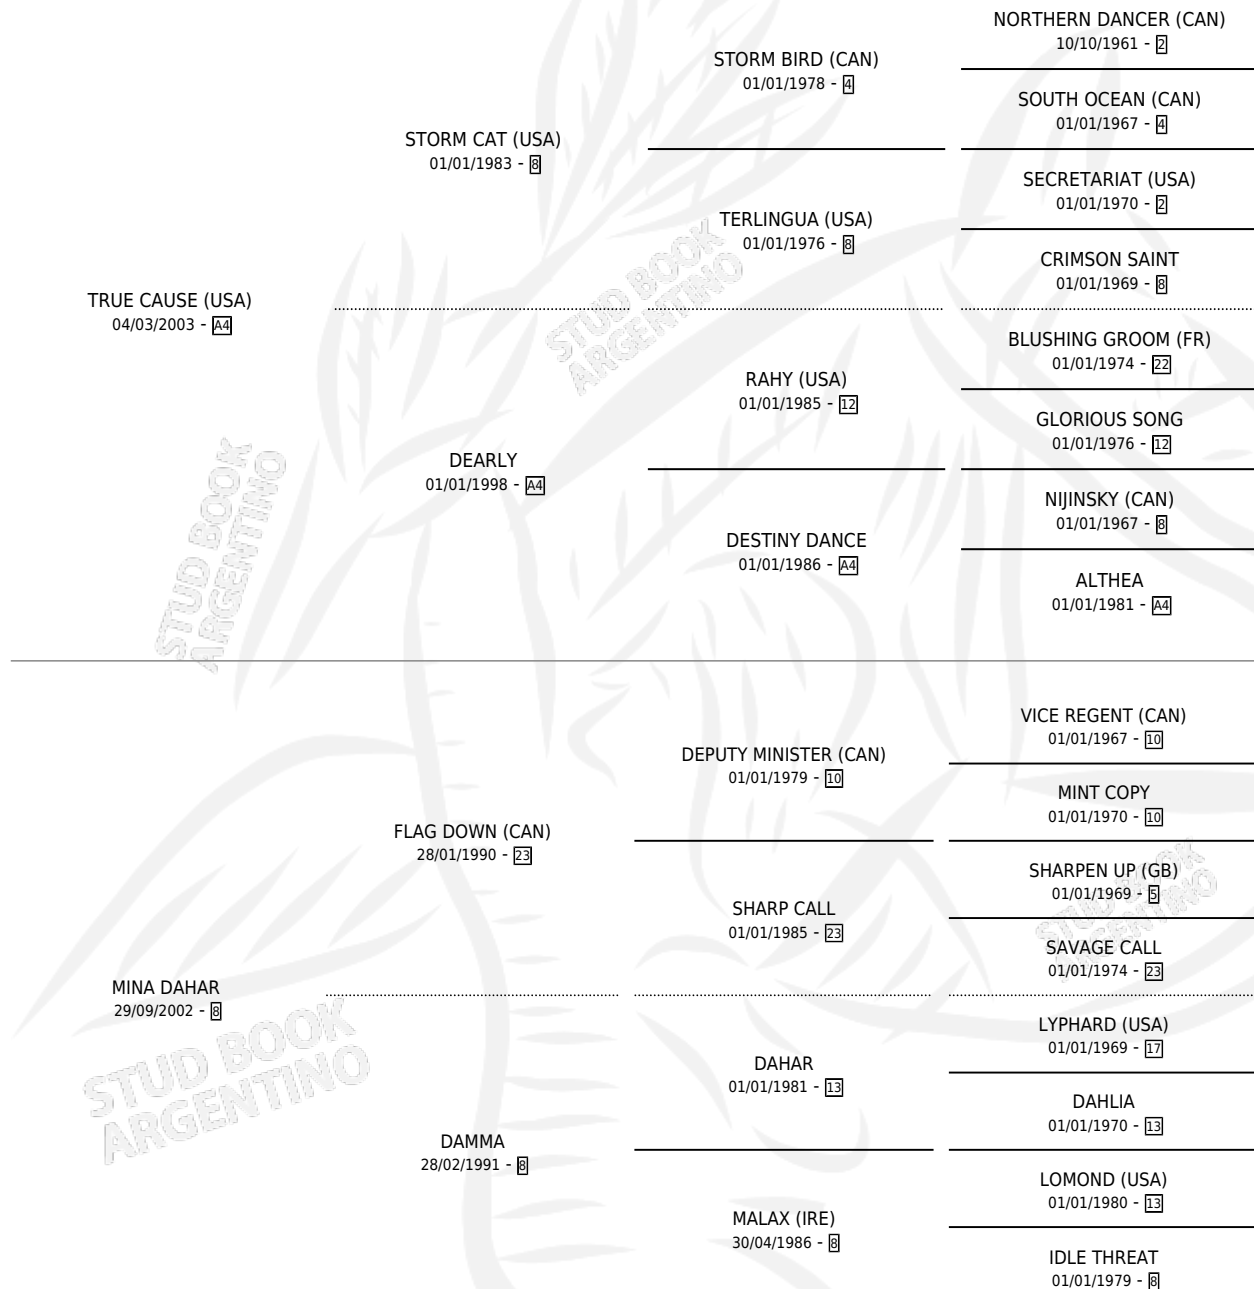 NORTHERN DANCER (CAN)
10/10/1961 - 2
STORM BIRD (CAN)
01/01/1978 - 4
SOUTH OCEAN (CAN)
01/01/1967 - 4
STORM CAT (USA)
01/01/1983 - 8
SECRETARIAT (USA)
01/01/1970 - 2
TERLINGUA (USA)
01/01/1976 - 8
CRIMSON SAINT
01/01/1969 - 8
TRUE CAUSE (USA)
04/03/2003 - A4
BLUSHING GROOM (FR)
01/01/1974 - 22
RAHY (USA)
01/01/1985 - 12
GLORIOUS SONG
01/01/1976 - 12
DEARLY
01/01/1998 - A4
NIJINSKY (CAN)
01/01/1967 - 8
DESTINY DANCE
01/01/1986 - A4
ALTHEA
01/01/1981 - A4
VICE REGENT (CAN)
01/01/1967 - 10
DEPUTY MINISTER (CAN)
01/01/1979 - 10
MINT COPY
01/01/1970 - 10
FLAG DOWN (CAN)
28/01/1990 - 23
SHARPEN UP (GB)
01/01/1969 - 5
SHARP CALL
01/01/1985 - 23
SAVAGE CALL
01/01/1974 - 23
MINA DAHAR
29/09/2002 - 8
LYPHARD (USA)
01/01/1969 - 17
DAHAR
01/01/1981 - 13
DAHLIA
01/01/1970 - 13
DAMMA
28/02/1991 - 8
LOMOND (USA)
01/01/1980 - 13
MALAX (IRE)
30/04/1986 - 8
IDLE THREAT
01/01/1979 - 8
STUD BOOK
ARGENTINO
STUD BOOK
ARGENTINO
STUD BOOK
ARGENTINO
STUD BOOK
ARGENTINO